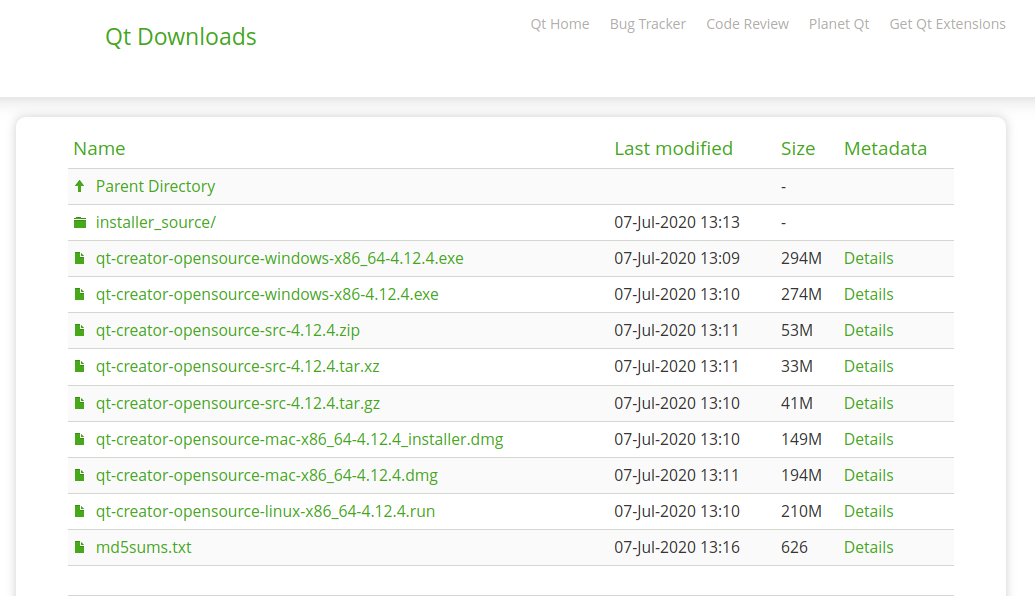 Qt Downloads
Qt Home Bug Tracker Code Review Planet Qt Get Qt Extensions
Name Last modified Size Metadata
Parent Directory -
installer_source/ 07-Jul-2020 13:13 -
qt-creator-opensource-windows-x86_64-4.12.4.exe 07-Jul-2020 13:09 294M Details
qt-creator-opensource-windows-x86-4.12.4.exe 07-Jul-2020 13:10 274M Details
qt-creator-opensource-src-4.12.4.zip 07-Jul-2020 13:11 53M Details
qt-creator-opensource-src-4.12.4.tar.xz 07-Jul-2020 13:11 33M Details
qt-creator-opensource-src-4.12.4.tar.gz 07-Jul-2020 13:10 41M Details
qt-creator-opensource-mac-x86_64-4.12.4_installer.dmg 07-Jul-2020 13:10 149M Details
qt-creator-opensource-mac-x86_64-4.12.4.dmg 07-Jul-2020 13:11 194M Details
qt-creator-opensource-linux-x86_64-4.12.4.run 07-Jul-2020 13:10 210M Details
md5sums.txt 07-Jul-2020 13:16 626 Details